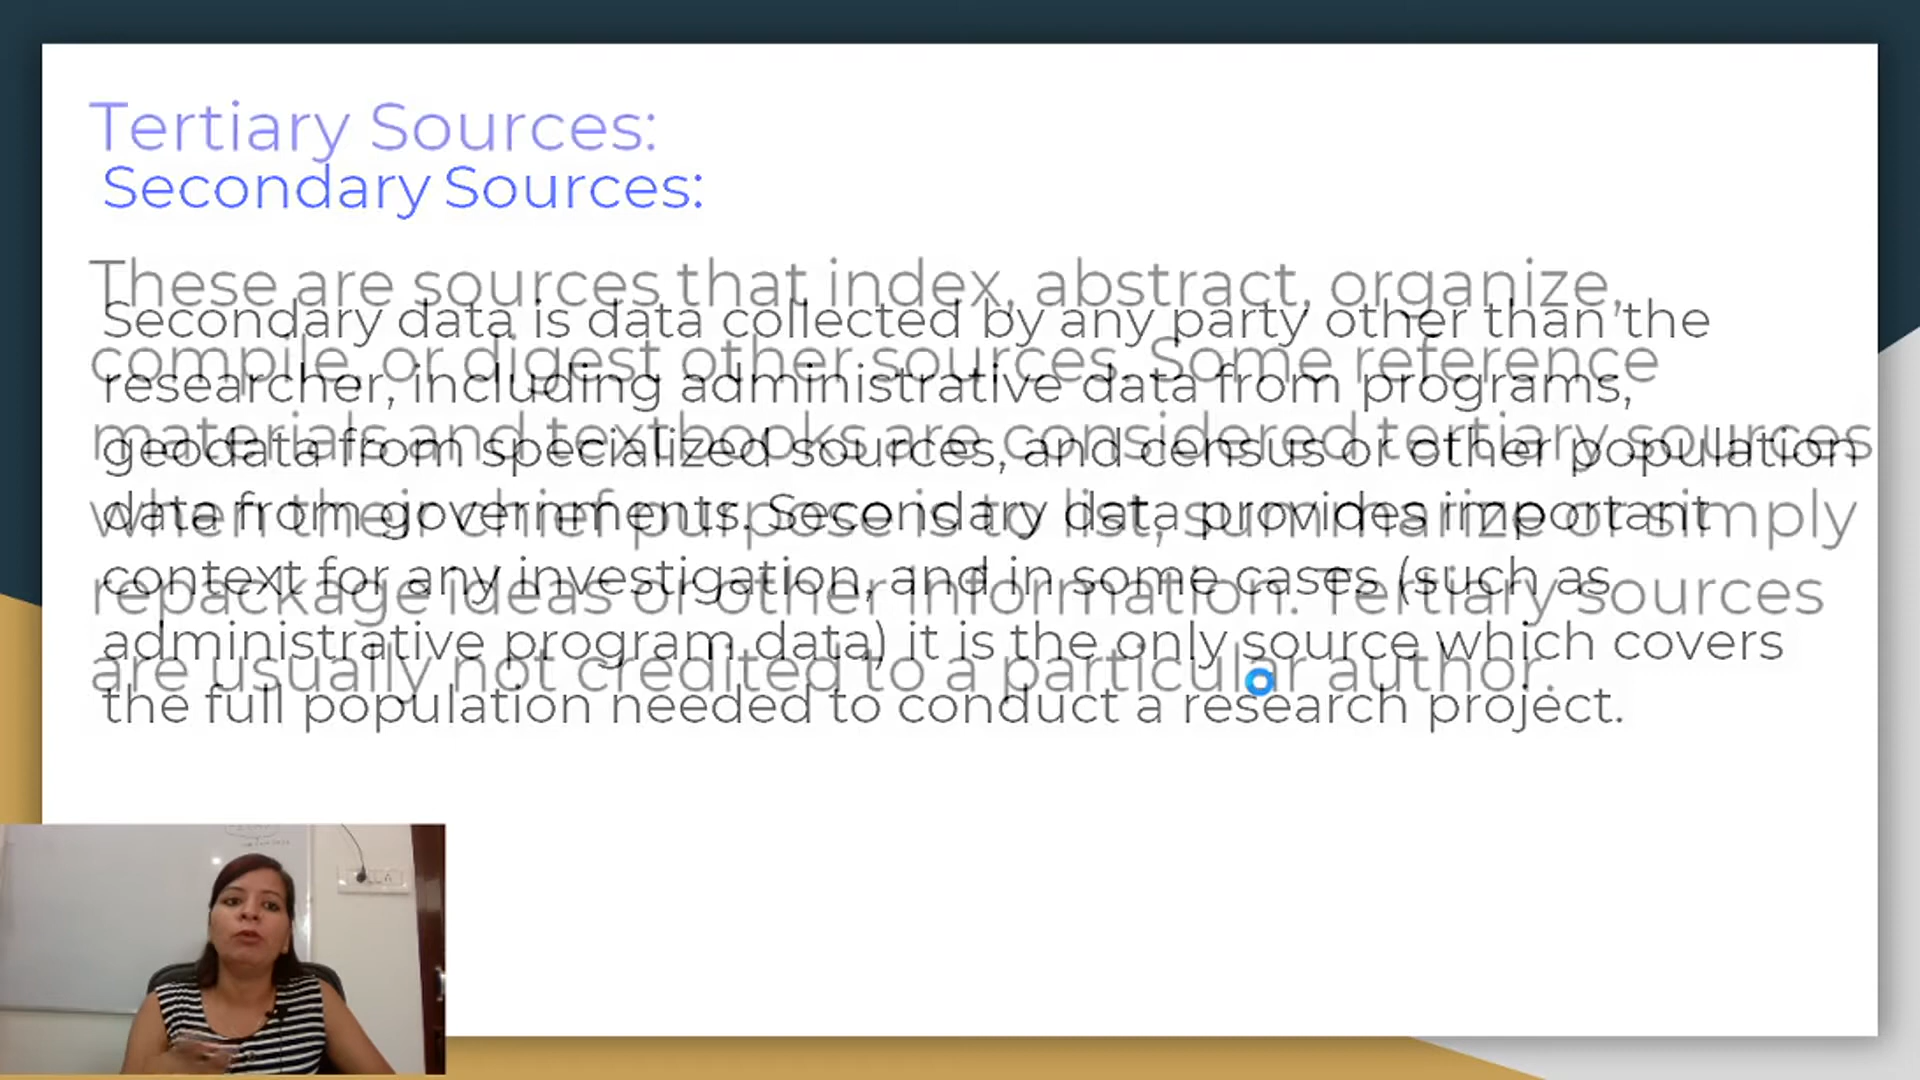 Tertiary Sources:
Secondary Sources:
These are sources that index, abstract, organize,
compile, or digest other sources. Some reference
materials and textbooks are considered tertiary sources
when their chief purpose is to list, summarize or simply
repackage ideas or other information. Tertiary sources
are usually not credited to a particular author.
Secondary data is data collected by any party other than the
researcher, including administrative data from programs,
geodata from specialized sources, and census or other population
data from governments. Secondary data provides important
context for any investigation, and in some cases (such as
administrative program data) it is the only source which covers
the full population needed to conduct a research project.